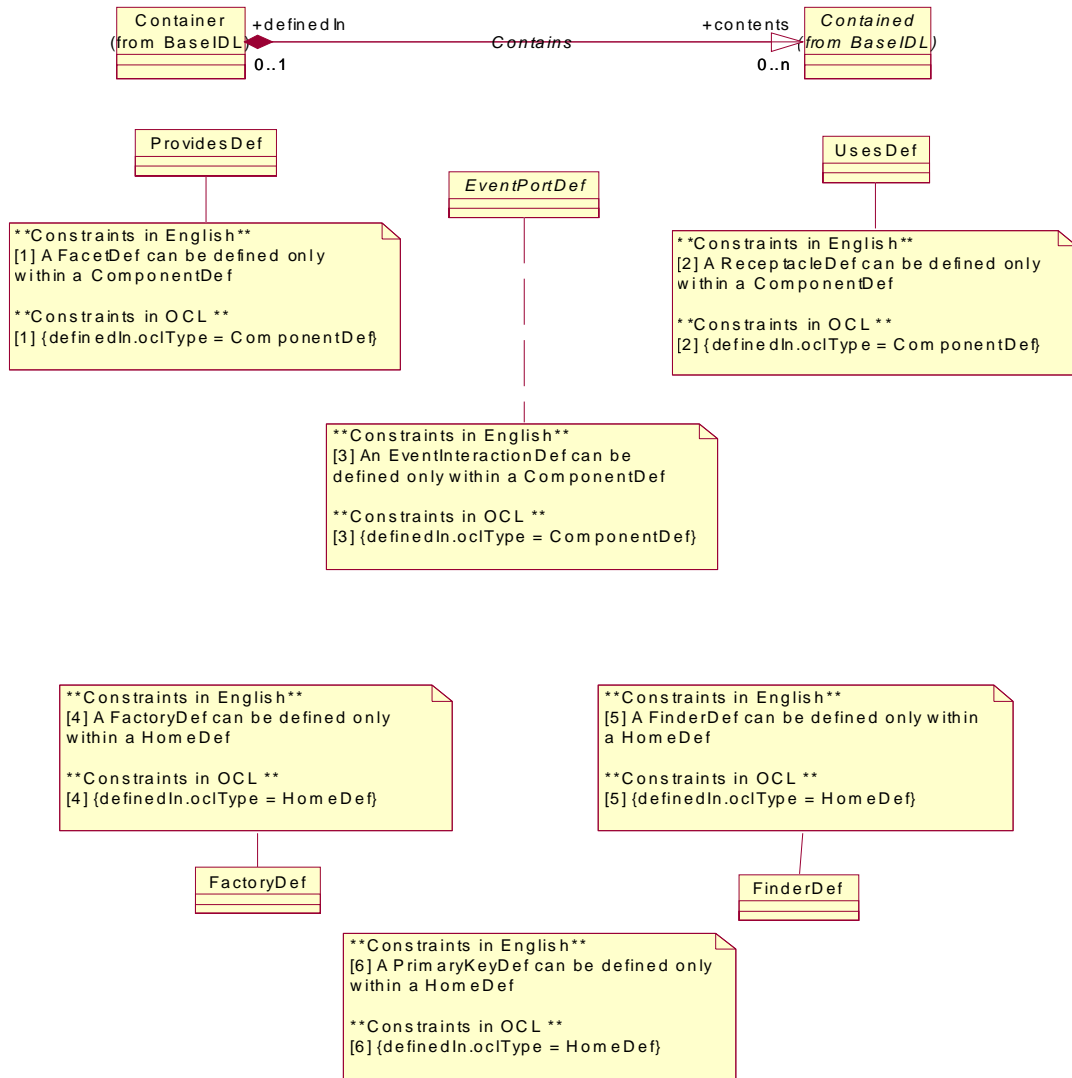 Container
(from BaseIDL)
+definedIn
0..1
Contains
+contents
0..n
Contained
(from BaseIDL)
ProvidesDef
EventPortDef
UsesDef
**Constraints in English**
[1] A FacetDef can be defined only
within a ComponentDef
**Constraints in OCL **
[1] {definedIn.oclType = ComponentDef}
**Constraints in English**
[2] A ReceptacleDef can be defined only
within a ComponentDef
**Constraints in OCL **
[2] {definedIn.oclType = ComponentDef}
**Constraints in English**
[3] An EventInteractionDef can be
defined only within a ComponentDef
**Constraints in OCL **
[3] {definedIn.oclType = ComponentDef}
**Constraints in English**
[4] A FactoryDef can be defined only
within a HomeDef
**Constraints in OCL **
[4] {definedIn.oclType = HomeDef}
**Constraints in English**
[5] A FinderDef can be defined only within
a HomeDef
**Constraints in OCL **
[5] {definedIn.oclType = HomeDef}
FactoryDef
FinderDef
**Constraints in English**
[6] A PrimaryKeyDef can be defined only
within a HomeDef
**Constraints in OCL **
[6] {definedIn.oclType = HomeDef}